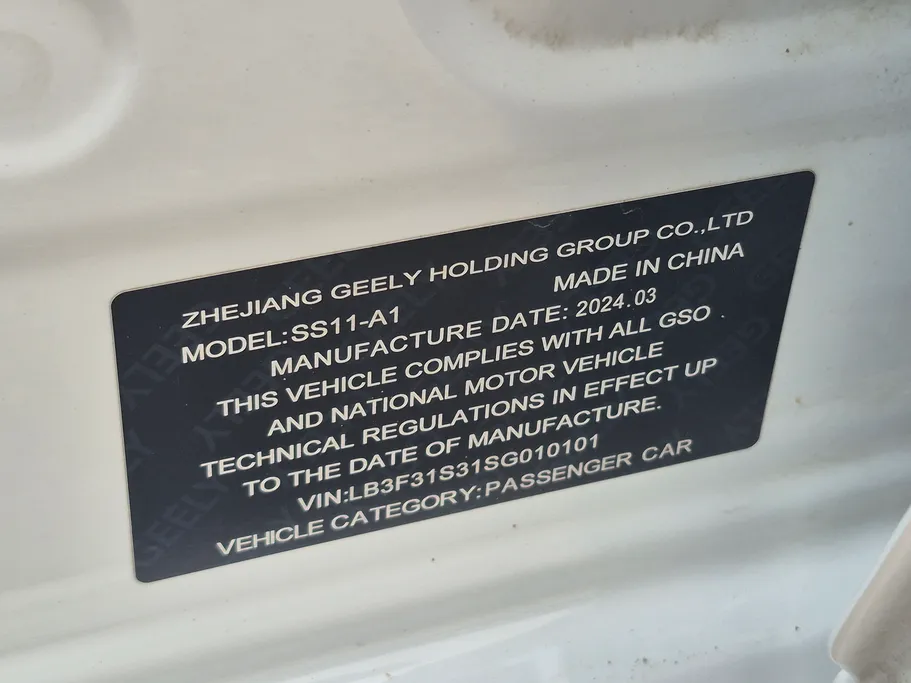 ZHEJIANG GEELY HOLDING GROUP CO.,LTD
MODEL:SS11-A1 MADE IN CHINA
MANUFACTURE DATE: 2024.03
THIS VEHICLE COMPLIES WITH ALL GSO
AND NATIONAL MOTOR VEHICLE
TECHNICAL REGULATIONS IN EFFECT UP
TO THE DATE OF MANUFACTURE.
VIN:LB3F31S31SG010101
VEHICLE CATEGORY:PASSENGER CAR